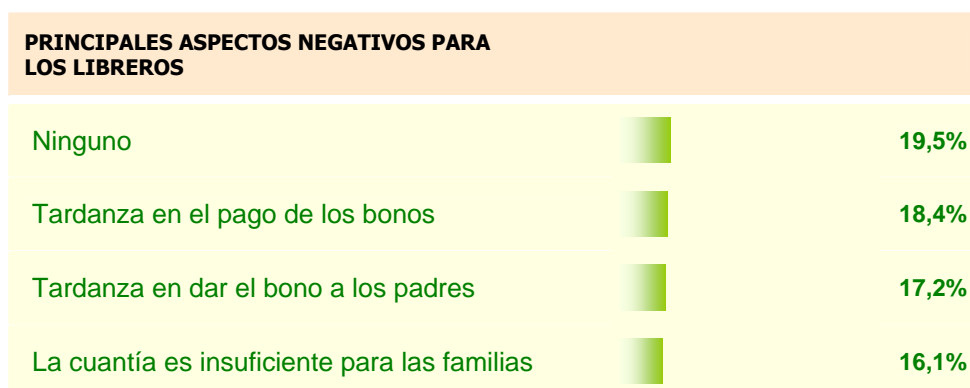 PRINCIPALES ASPECTOS NEGATIVOS PARA
LOS LIBREROS
Ninguno 19,5%
Tardanza en el pago de los bonos 18,4%
Tardanza en dar el bono a los padres 17,2%
La cuantía es insuficiente para las familias 16,1%